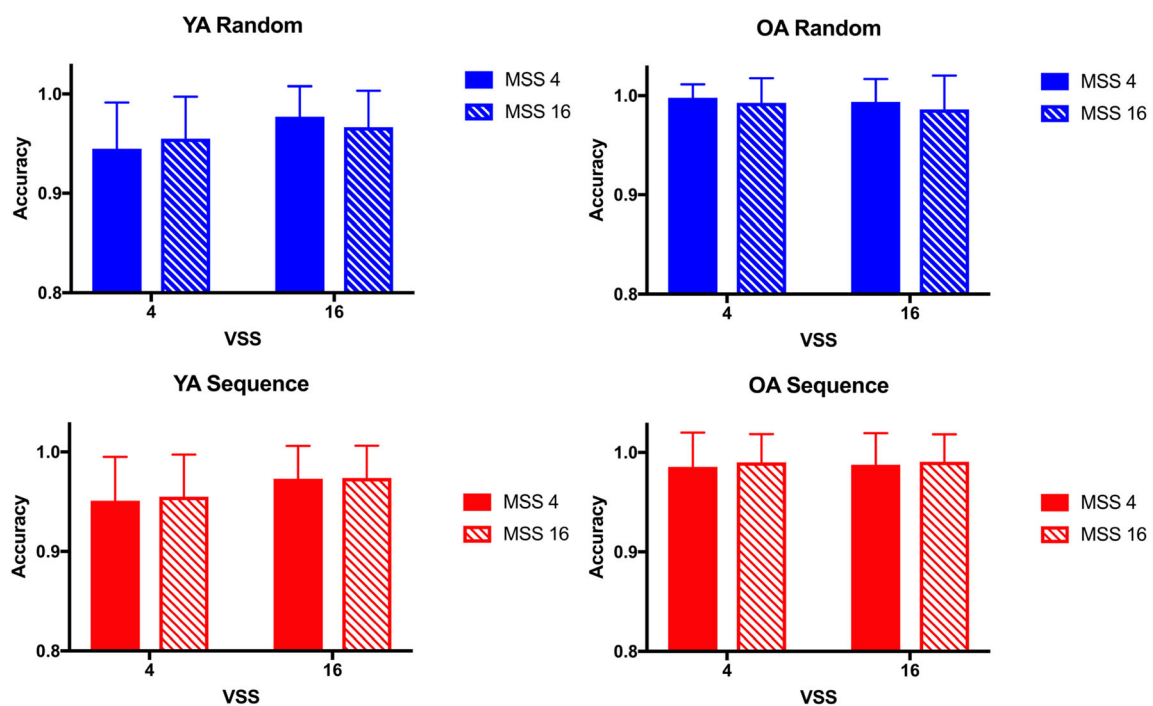 YA Random
1.0
0.9
0.8
Accuracy
4
16
VSS
MSS 4
MSS 16
OA Random
1.0
0.9
0.8
Accuracy
4
16
VSS
MSS 4
MSS 16
YA Sequence
1.0
0.9
0.8
Accuracy
4
16
VSS
MSS 4
MSS 16
OA Sequence
1.0
0.9
0.8
Accuracy
4
16
VSS
MSS 4
MSS 16